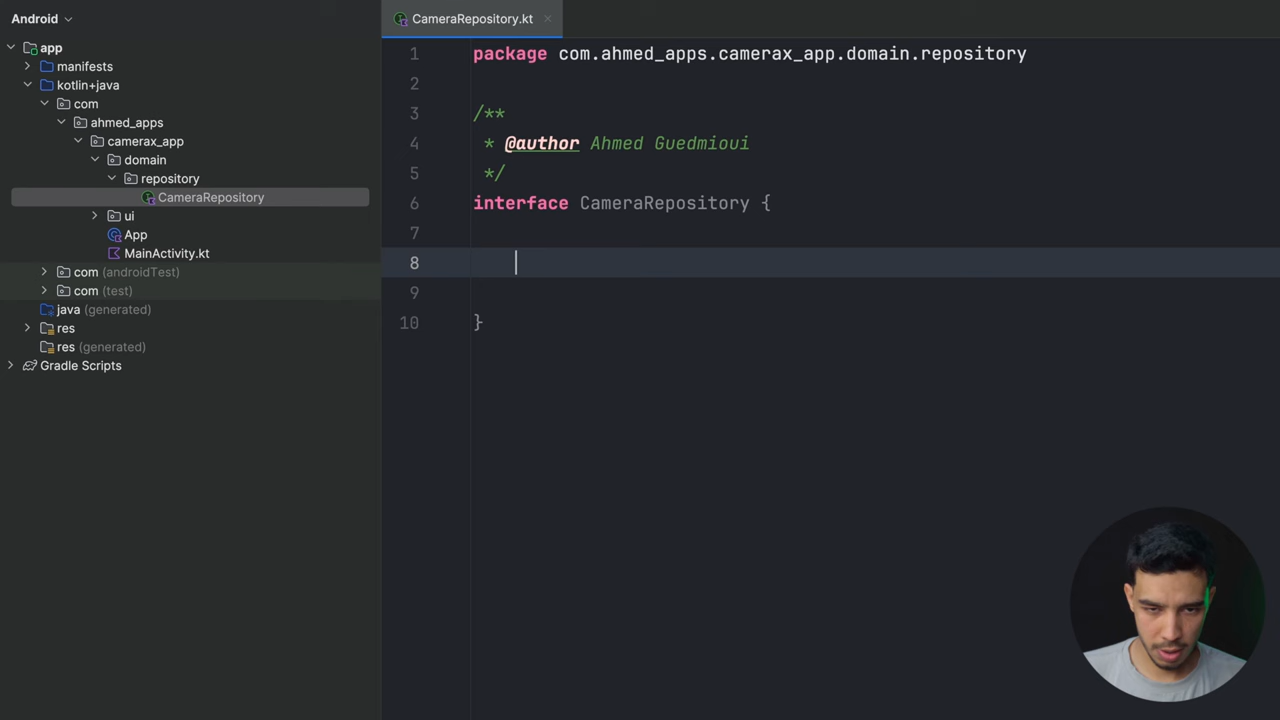 Android
app
manifests
kotlin+java
com
ahmed_apps
camerax_app
domain
repository
CameraRepository
ui
App
MainActivity.kt
com (androidTest)
com (test)
java (generated)
res
res (generated)
Gradle Scripts
CameraRepository.kt
1 package com.ahmed_apps.camerax_app.domain.repository
2
3 /**
4  * @author Ahmed Guedmioui
5  */
6 interface CameraRepository {
7
8
9
10 }